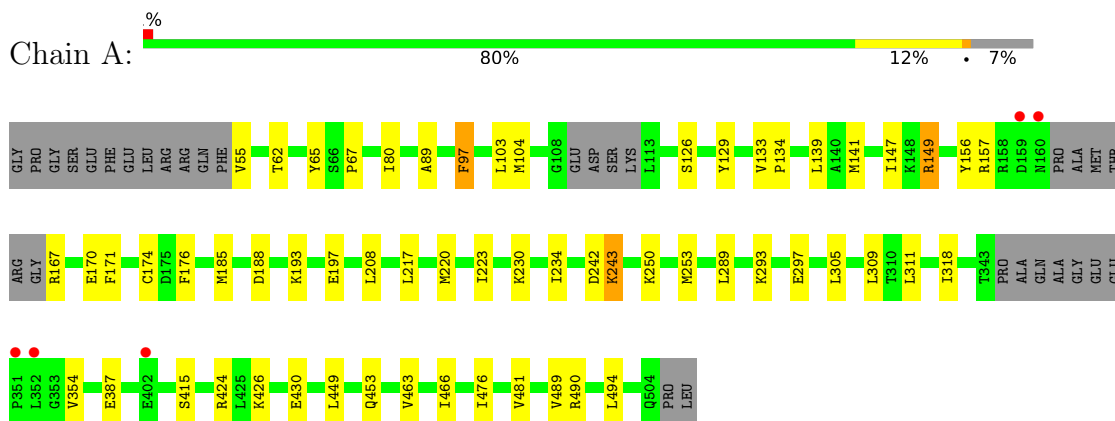 .%
Chain A:
80% 12% • 7%
GLY PRO GLY SER GLU PHE GLU LEU ARG ARG GLN PHE V55 T62 Y65 S66 P67 I80 A89 F97 L103 M104 G108 GLU ASP SER LYS L113 S126 Y129 V133 P134 L139 A140 M141 I147 K148 R149 Y156 R157 R158 D159 N160 PRO ALA MET THR
ARG GLY R167 E170 F171 C174 D175 F176 M185 D188 K193 E197 L208 L217 M220 I223 K230 I234 D242 K243 K250 M253 L289 K293 E297 L305 L309 T310 L311 I318 T343 PRO ALA GLN ALA GLY GLU GLU
P351 L352 G353 V354 E387 E402 S415 R424 L425 K426 E430 L449 Q453 V463 I466 I476 V481 V489 R490 L494 Q504 PRO LEU